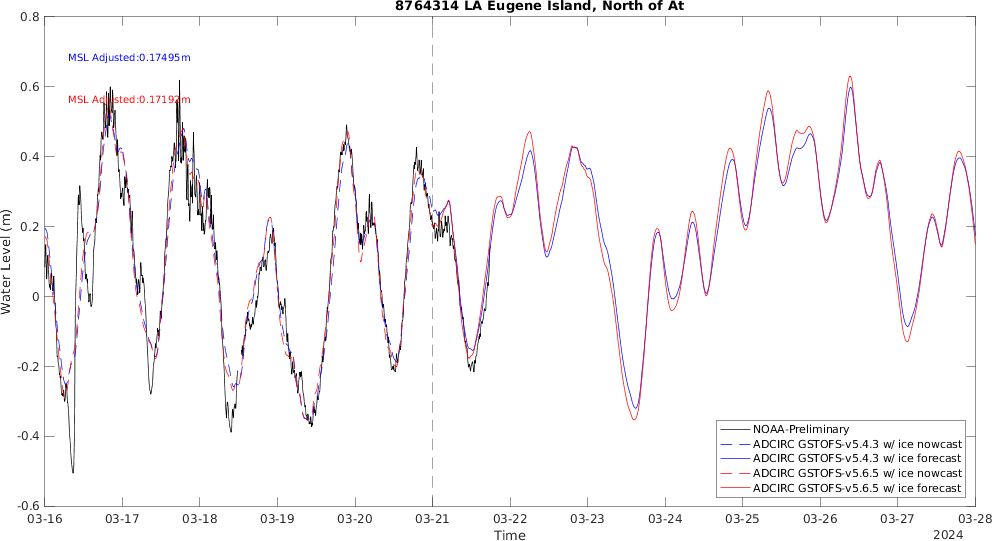 8764314 LA Eugene Island, North of At
MSL Adjusted:0.17495m
MSL Adjusted:0.17192m
Water Level (m)
0.8
0.6
0.4
0.2
0
-0.2
-0.4
-0.6
NOAA-Preliminary
ADCIRC GSTOFS-v5.4.3 w/ ice nowcast
ADCIRC GSTOFS-v5.4.3 w/ ice forecast
ADCIRC GSTOFS-v5.6.5 w/ ice nowcast
ADCIRC GSTOFS-v5.6.5 w/ ice forecast
03-16 03-17 03-18 03-19 03-20 03-21 03-22 03-23 03-24 03-25 03-26 03-27 03-28
Time
2024